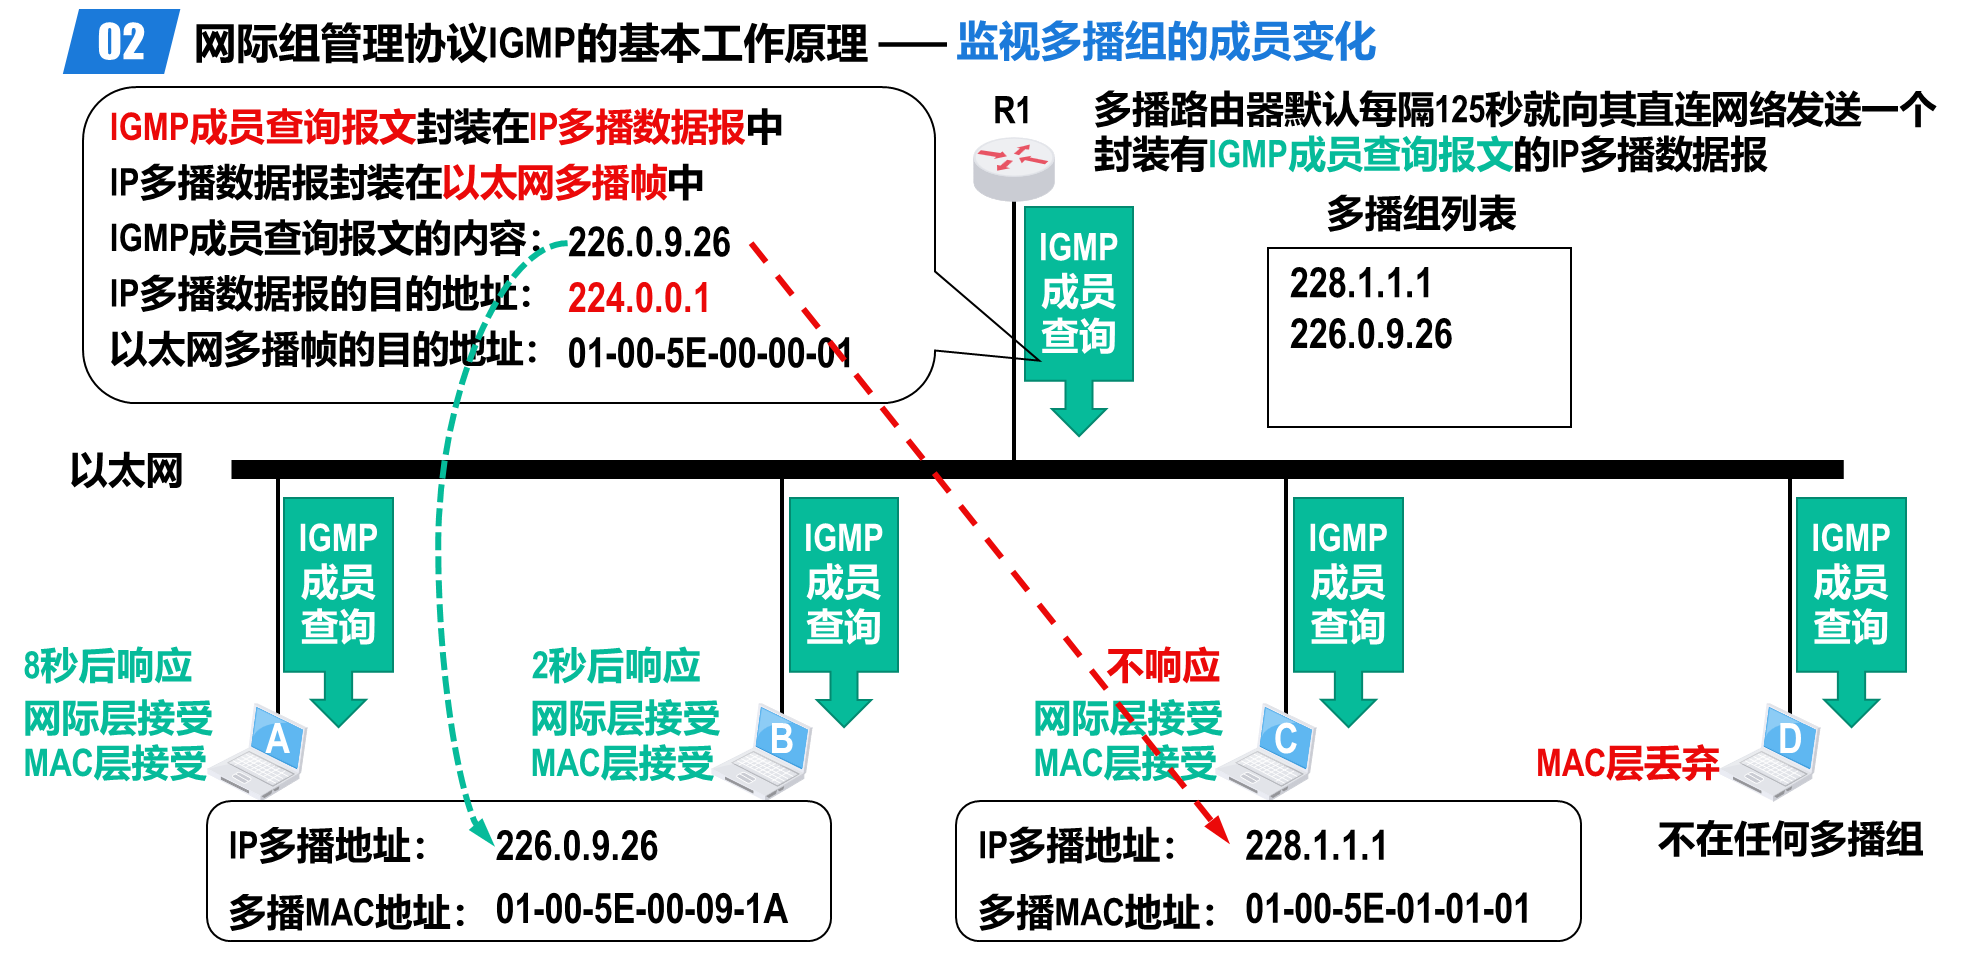 02 网际组管理协议IGMP的基本工作原理 —— 监视多播组的成员变化
IGMP成员查询报文封装在IP多播数据报中
IP多播数据报封装在以太网多播帧中
IGMP成员查询报文的内容： 226.0.9.26
IP多播数据报的目的地址： 224.0.0.1
以太网多播帧的目的地址： 01-00-5E-00-00-01
R1
多播路由器默认每隔125秒就向其直连网络发送一个
封装有IGMP成员查询报文的IP多播数据报
多播组列表
228.1.1.1
226.0.9.26
IGMP
成员
查询
以太网
IGMP
成员
查询
IGMP
成员
查询
IGMP
成员
查询
IGMP
成员
查询
8秒后响应
网际层接受
MAC层接受
A
2秒后响应
网际层接受
MAC层接受
B
不响应
网际层接受
MAC层接受
C
MAC层丢弃
D
IP多播地址： 226.0.9.26
多播MAC地址： 01-00-5E-00-09-1A
IP多播地址： 228.1.1.1
多播MAC地址： 01-00-5E-01-01-01
不在任何多播组